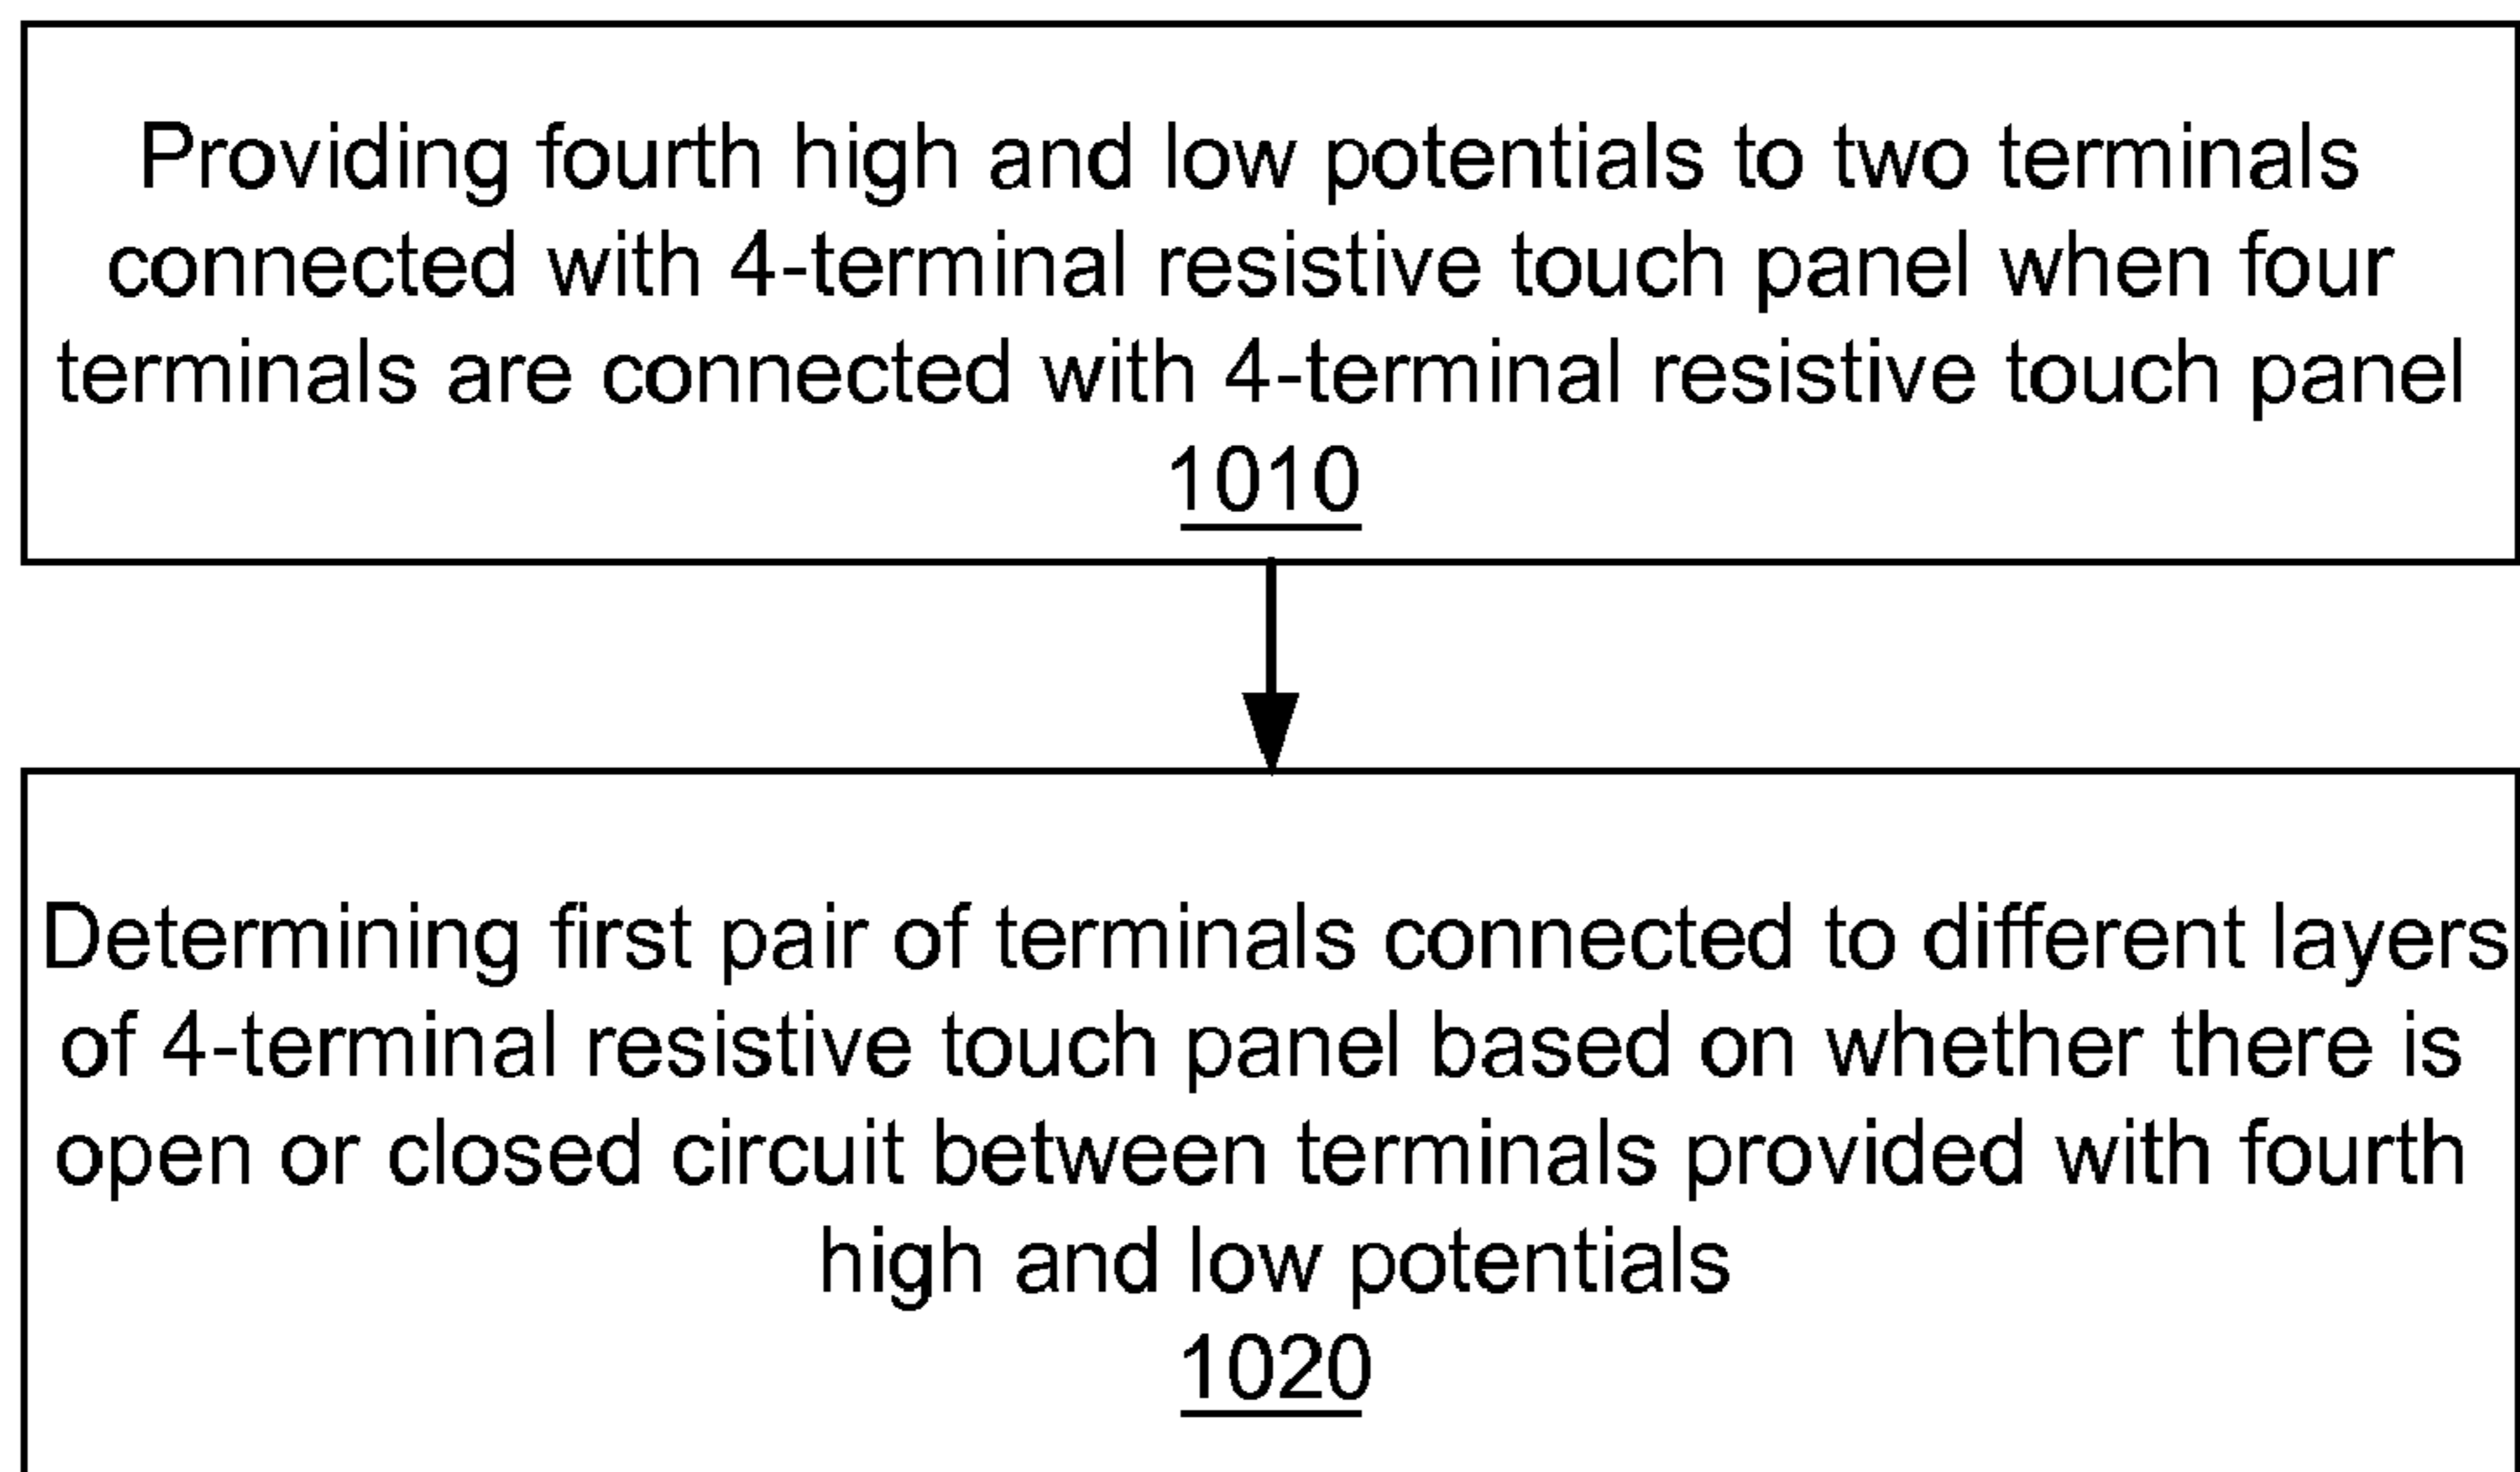 Providing fourth high and low potentials to two terminals
connected with 4-terminal resistive touch panel when four
terminals are connected with 4-terminal resistive touch panel
1010
Determining first pair of terminals connected to different layers
of 4-terminal resistive touch panel based on whether there is
open or closed circuit between terminals provided with fourth
high and low potentials
1020